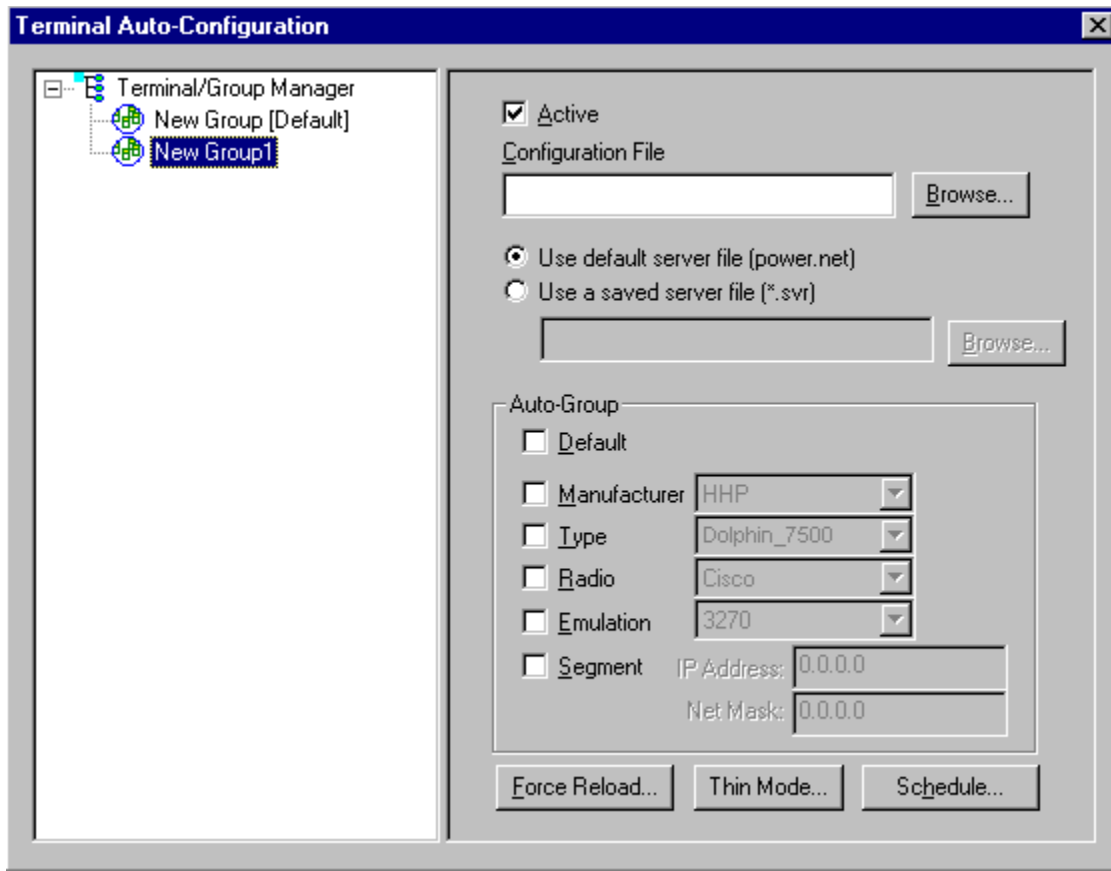 Terminal Auto-Configuration
Terminal/Group Manager
New Group [Default]
New Group1
Active
Configuration File
Browse...
Use default server file (power.net)
Use a saved server file (*.svr)
Browse...
Auto-Group
Default
Manufacturer HHP
Type Dolphin_7500
Radio Cisco
Emulation 3270
Segment IP Address: 0.0.0.0
Net Mask: 0.0.0.0
Force Reload... Thin Mode... Schedule...